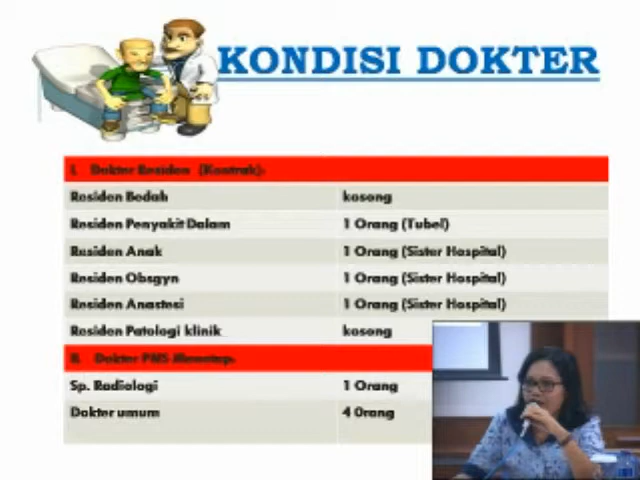 KONDISI DOKTER
I. Dokter Residen (Kontrak):
Residen Bedah kosong
Residen Penyakit Dalam 1 Orang (Tubel)
Residen Anak 1 Orang (Sister Hospital)
Residen Obsgyn 1 Orang (Sister Hospital)
Residen Anastesi 1 Orang (Sister Hospital)
Residen Patologi klinik kosong
II. Dokter PNS Menetap:
Sp. Radiologi 1 Orang
Dokter umum 4 Orang